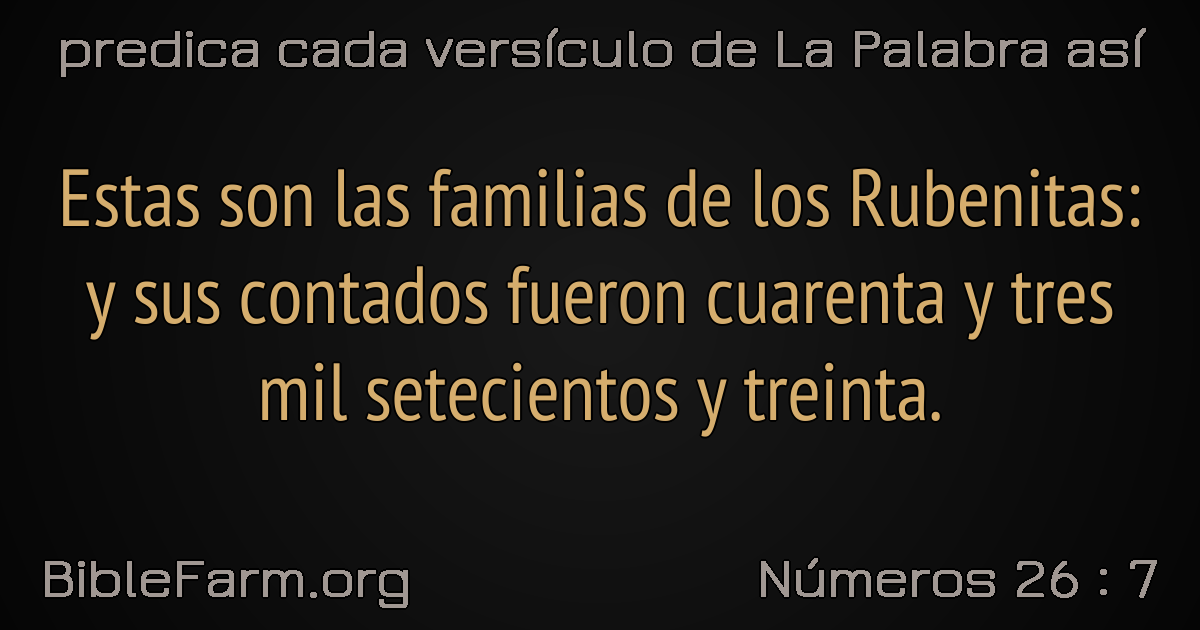 predica cada versículo de La Palabra así
Estas son las familias de los Rubenitas:
y sus contados fueron cuarenta y tres
mil setecientos y treinta.
BibleFarm.org
Números 26 : 7